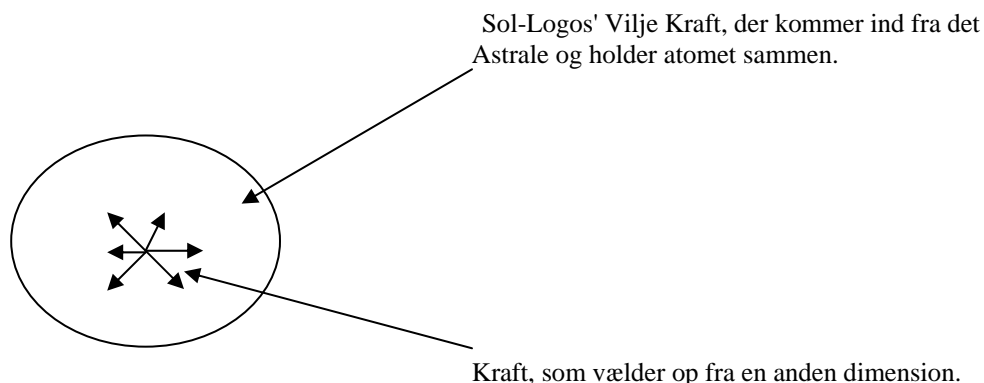 Sol-Logos' Vilje Kraft, der kommer ind fra det
Astrale og holder atomet sammen.
Kraft, som vælder op fra en anden dimension.